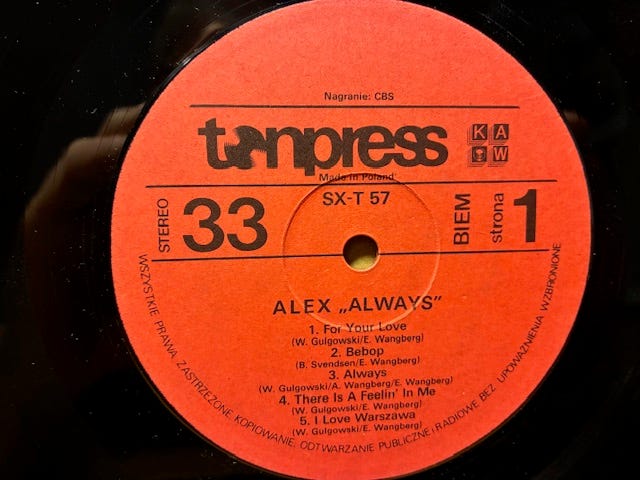 Nagranie: CBS
tonpress
KAW
Made in Poland
SX-T 57
STEREO
33
BIEM
strona
1
ALEX „ALWAYS"
1. For Your Love
(W. Gulgowski/E. Wangberg)
2. Bebop
(B. Svendsen/E. Wangberg)
3. Always
(W. Gulgowski/A. Wangberg/E. Wangberg)
4. There Is A Feelin' In Me
(W. Gulgowski/E. Wangberg)
5. I Love Warszawa
(W. Gulgowski/E. Wangberg)
WSZYSTKIE PRAWA ZASTRZEŻONE. KOPIOWANIE, ODTWARZANIE PUBLICZNE I RADIOWE BEZ UPOWAŻNIENIA WZBRONIONE